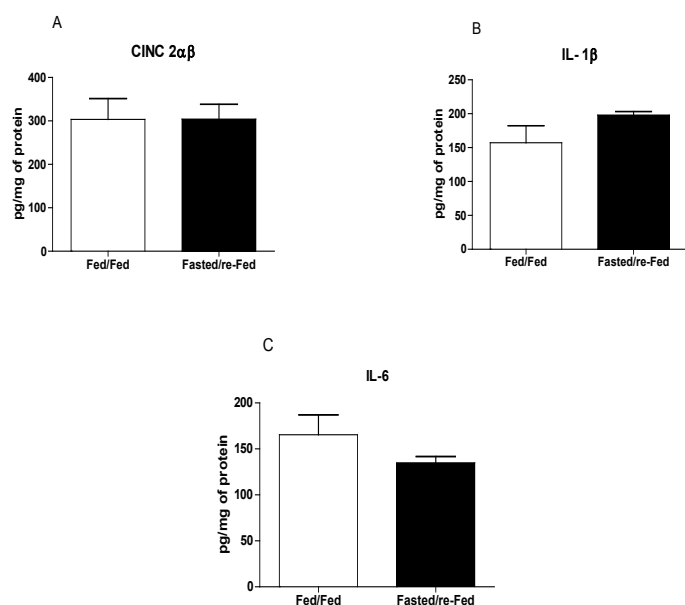 A
CINC 2αβ
400
300
200
100
0
pg/mg of protein
Fed/Fed
Fasted/re-Fed
B
IL- 1β
250
200
150
100
50
0
pg/mg of protein
Fed/Fed
Fasted/re-Fed
C
IL-6
200
150
100
50
0
pg/mg of protein
Fed/Fed
Fasted/re-Fed